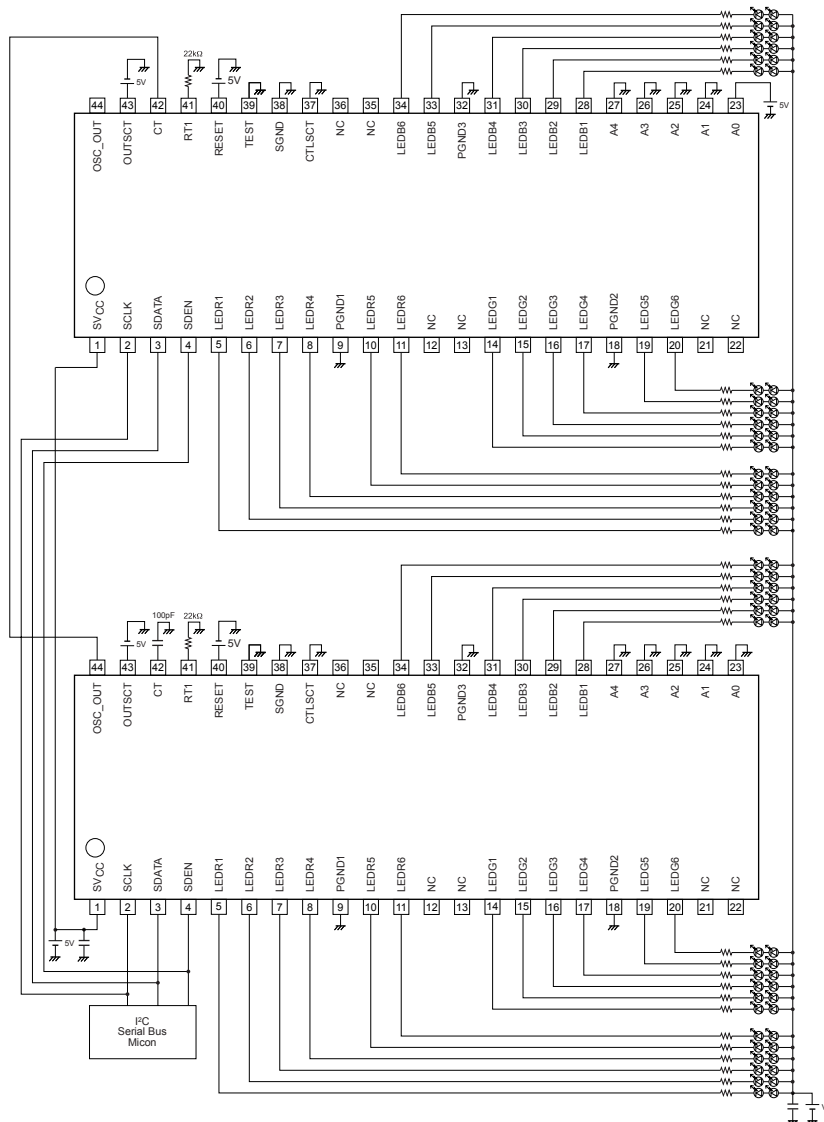 22kΩ
5V 5V
44 43 42 41 40 39 38 37 36 35 34 33 32 31 30 29 28 27 26 25 24 23
5V
OSC_OUT OUTSCT CT RT1 RESET TEST SGND CTLSCT NC NC LEDB6 LEDB5 PGND3 LEDB4 LEDB3 LEDB2 LEDB1 A4 A3 A2 A1 A0
SVCC SCLK SDATA SDEN LEDR1 LEDR2 LEDR3 LEDR4 PGND1 LEDR5 LEDR6 NC NC LEDG1 LEDG2 LEDG3 LEDG4 PGND2 LEDG5 LEDG6 NC NC
1 2 3 4 5 6 7 8 9 10 11 12 13 14 15 16 17 18 19 20 21 22
100pF 22kΩ
5V 5V
44 43 42 41 40 39 38 37 36 35 34 33 32 31 30 29 28 27 26 25 24 23
OSC_OUT OUTSCT CT RT1 RESET TEST SGND CTLSCT NC NC LEDB6 LEDB5 PGND3 LEDB4 LEDB3 LEDB2 LEDB1 A4 A3 A2 A1 A0
SVCC SCLK SDATA SDEN LEDR1 LEDR2 LEDR3 LEDR4 PGND1 LEDR5 LEDR6 NC NC LEDG1 LEDG2 LEDG3 LEDG4 PGND2 LEDG5 LEDG6 NC NC
1 2 3 4 5 6 7 8 9 10 11 12 13 14 15 16 17 18 19 20 21 22
5V
I²C
Serial Bus
Micon